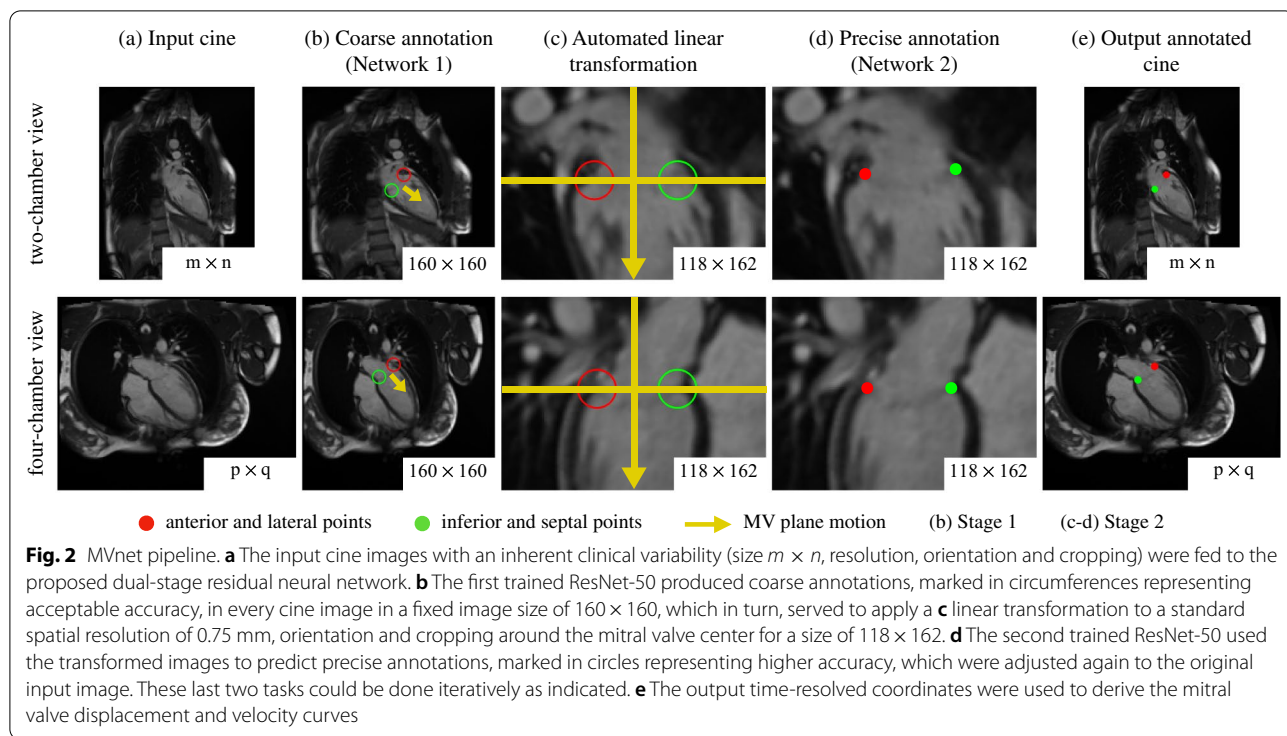 (a) Input cine
(b) Coarse annotation
(Network 1)
(c) Automated linear
transformation
(d) Precise annotation
(Network 2)
(e) Output annotated
cine
two-chamber view
m × n
160 × 160
118 × 162
118 × 162
m × n
four-chamber view
p × q
160 × 160
118 × 162
118 × 162
p × q
anterior and lateral points
inferior and septal points
MV plane motion
(b) Stage 1
(c-d) Stage 2
Fig. 2 MVnet pipeline. a The input cine images with an inherent clinical variability (size m × n, resolution, orientation and cropping) were fed to the
proposed dual-stage residual neural network. b The first trained ResNet-50 produced coarse annotations, marked in circumferences representing
acceptable accuracy, in every cine image in a fixed image size of 160 × 160, which in turn, served to apply a c linear transformation to a standard
spatial resolution of 0.75 mm, orientation and cropping around the mitral valve center for a size of 118 × 162. d The second trained ResNet-50 used
the transformed images to predict precise annotations, marked in circles representing higher accuracy, which were adjusted again to the original
input image. These last two tasks could be done iteratively as indicated. e The output time-resolved coordinates were used to derive the mitral
valve displacement and velocity curves